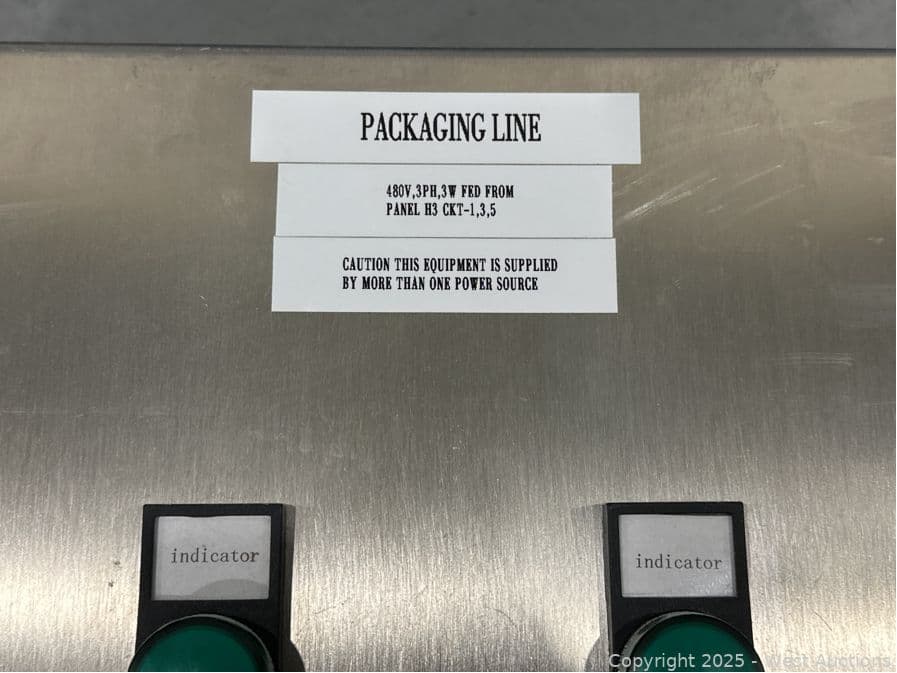 PACKAGING LINE
480V,3PH,3W FED FROM
PANEL H3 CKT-1,3,5
CAUTION THIS EQUIPMENT IS SUPPLIED
BY MORE THAN ONE POWER SOURCE
indicator
indicator
Copyright 2025 - West Auctions